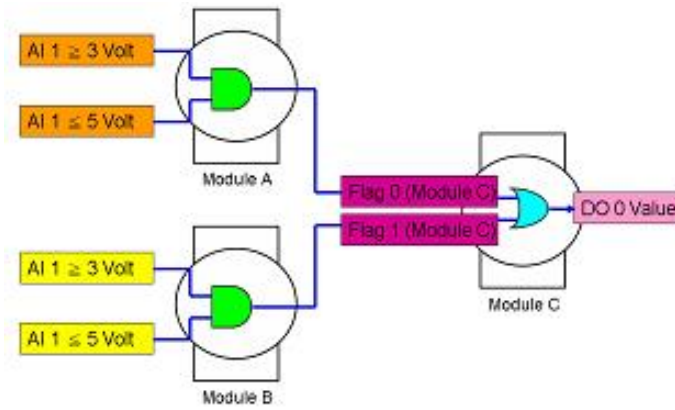 AI 1 ≥ 3 Volt
AI 1 ≤ 5 Volt
Module A
Flag 0 (Module C)
Flag 1 (Module C)
DO 0 Value
Module C
AI 1 ≥ 3 Volt
AI 1 ≤ 5 Volt
Module B